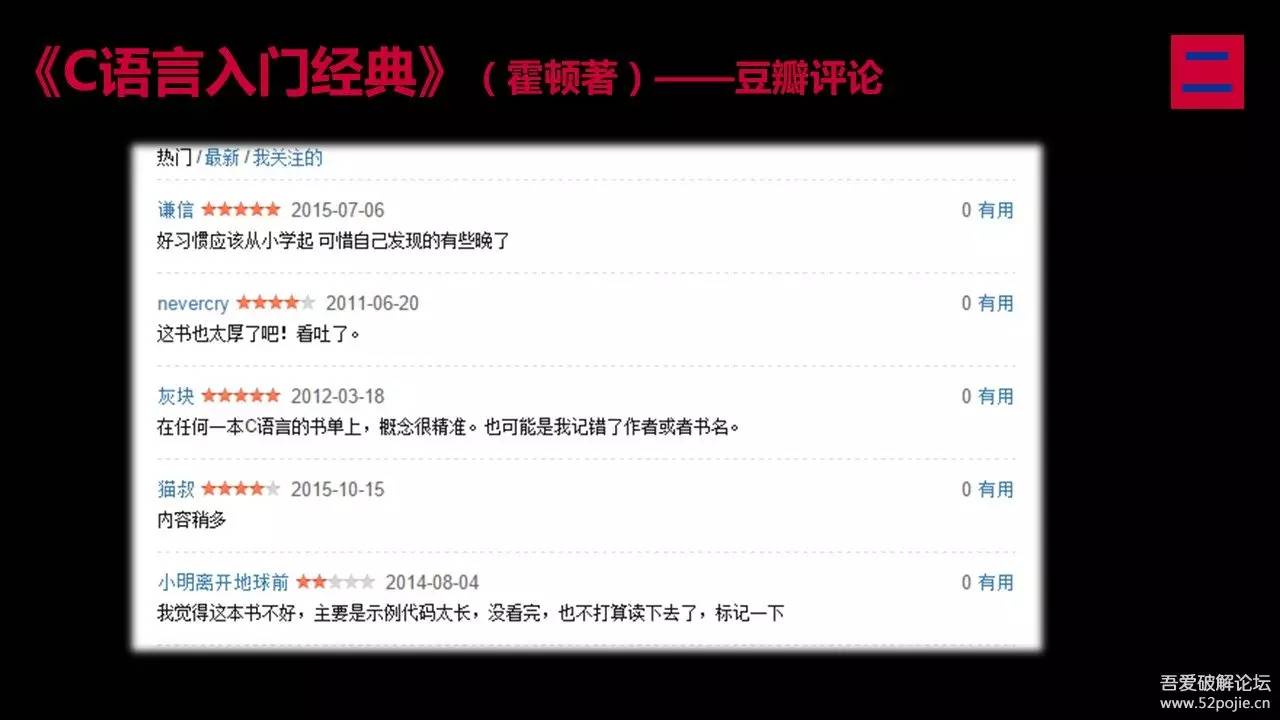 《C语言入门经典》（霍顿著）——豆瓣评论
二
热门 / 最新 / 我关注的
谦信 ★★★★★ 2015-07-06 0 有用
好习惯应该从小学起 可惜自己发现的有些晚了
nevercry ★★★★★ 2011-06-20 0 有用
这书也太厚了吧！看吐了。
灰块 ★★★★★ 2012-03-18 0 有用
在任何一本C语言的书单上，概念很精准。也可能是我记错了作者或者书名。
猫叔 ★★★★★ 2015-10-15 0 有用
内容稍多
小明离开地球前 ★★★★★ 2014-08-04 0 有用
我觉得这本书不好，主要是示例代码太长，没看完，也不打算读下去了，标记一下
吾爱破解论坛
www.52pojie.cn